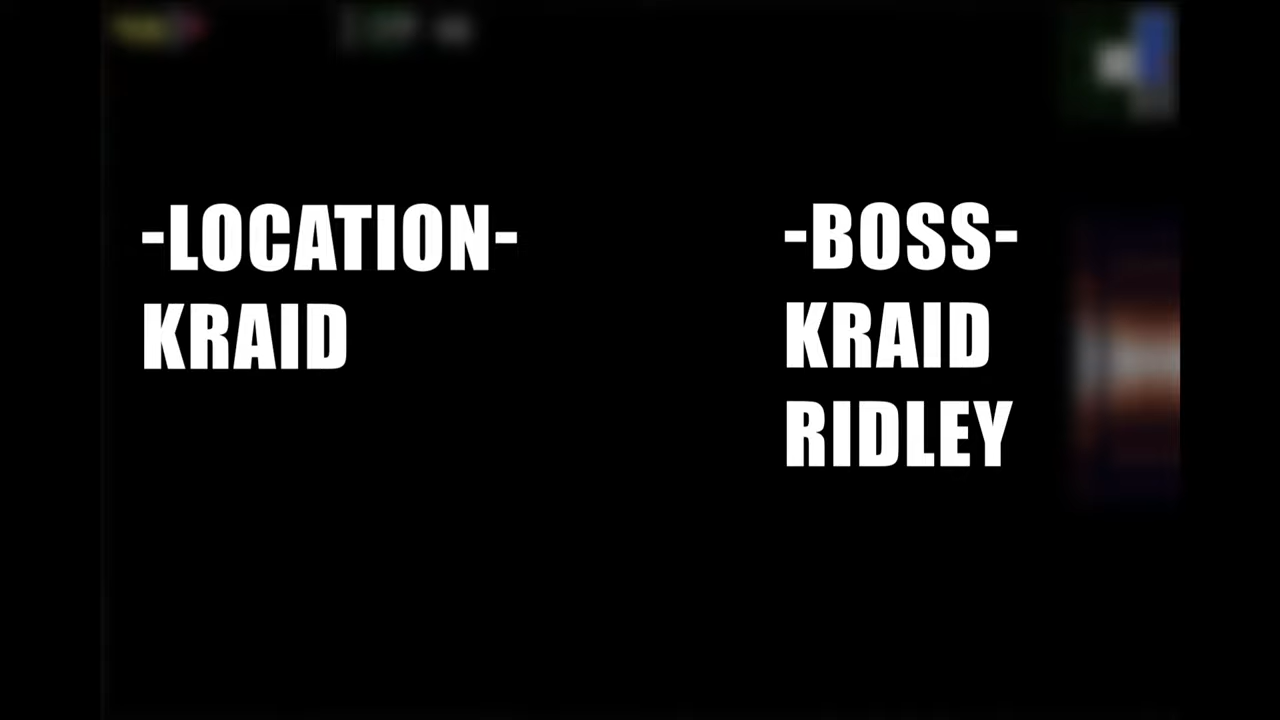 -LOCATION-
KRAID
-BOSS-
KRAID
RIDLEY